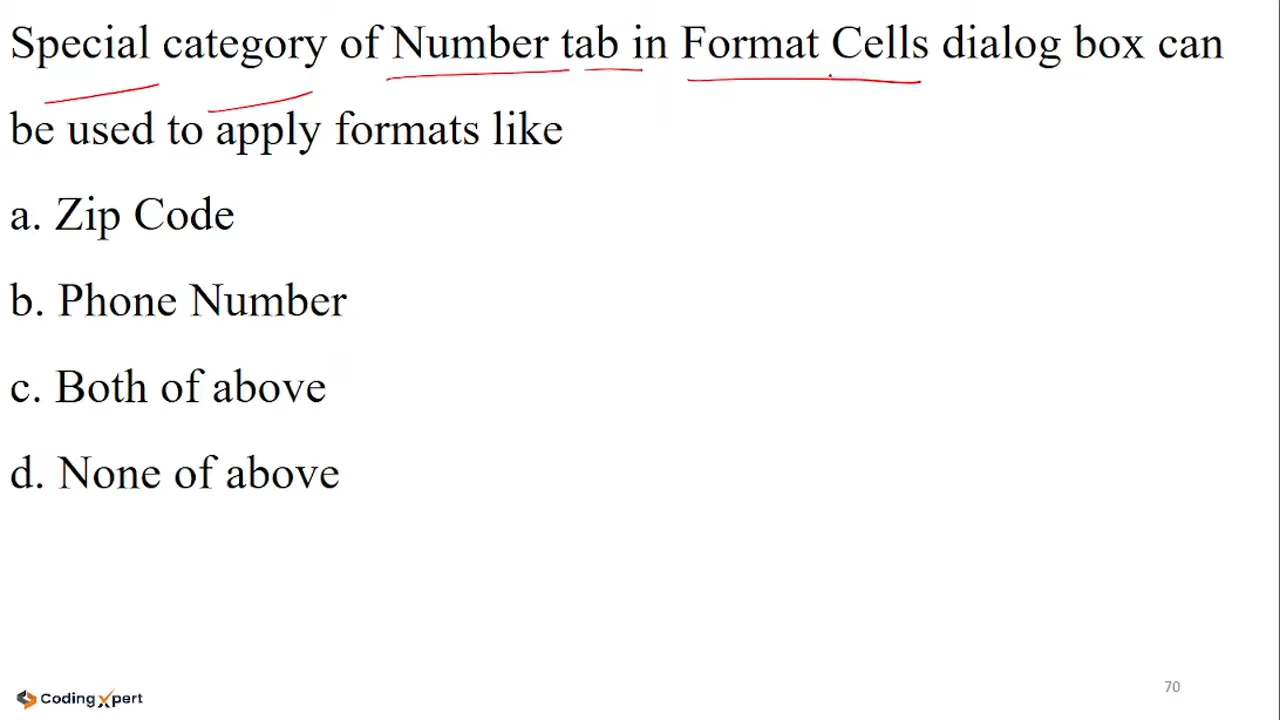 Special category of Number tab in Format Cells dialog box can
be used to apply formats like
a. Zip Code
b. Phone Number
c. Both of above
d. None of above
Coding Xpert
70